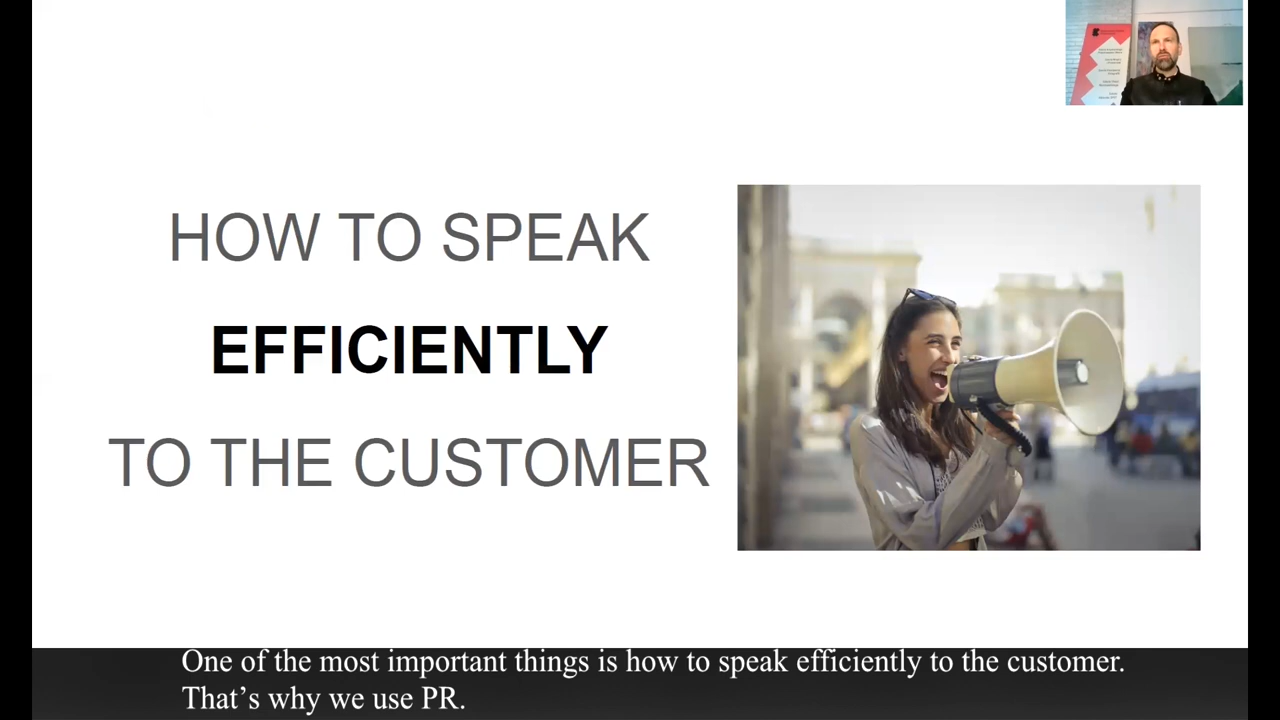 HOW TO SPEAK
EFFICIENTLY
TO THE CUSTOMER
One of the most important things is how to speak efficiently to the customer.
That’s why we use PR.